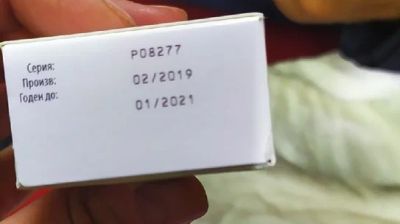 Серия: P08277
Произв: 02/2019
Годен до: 01/2021